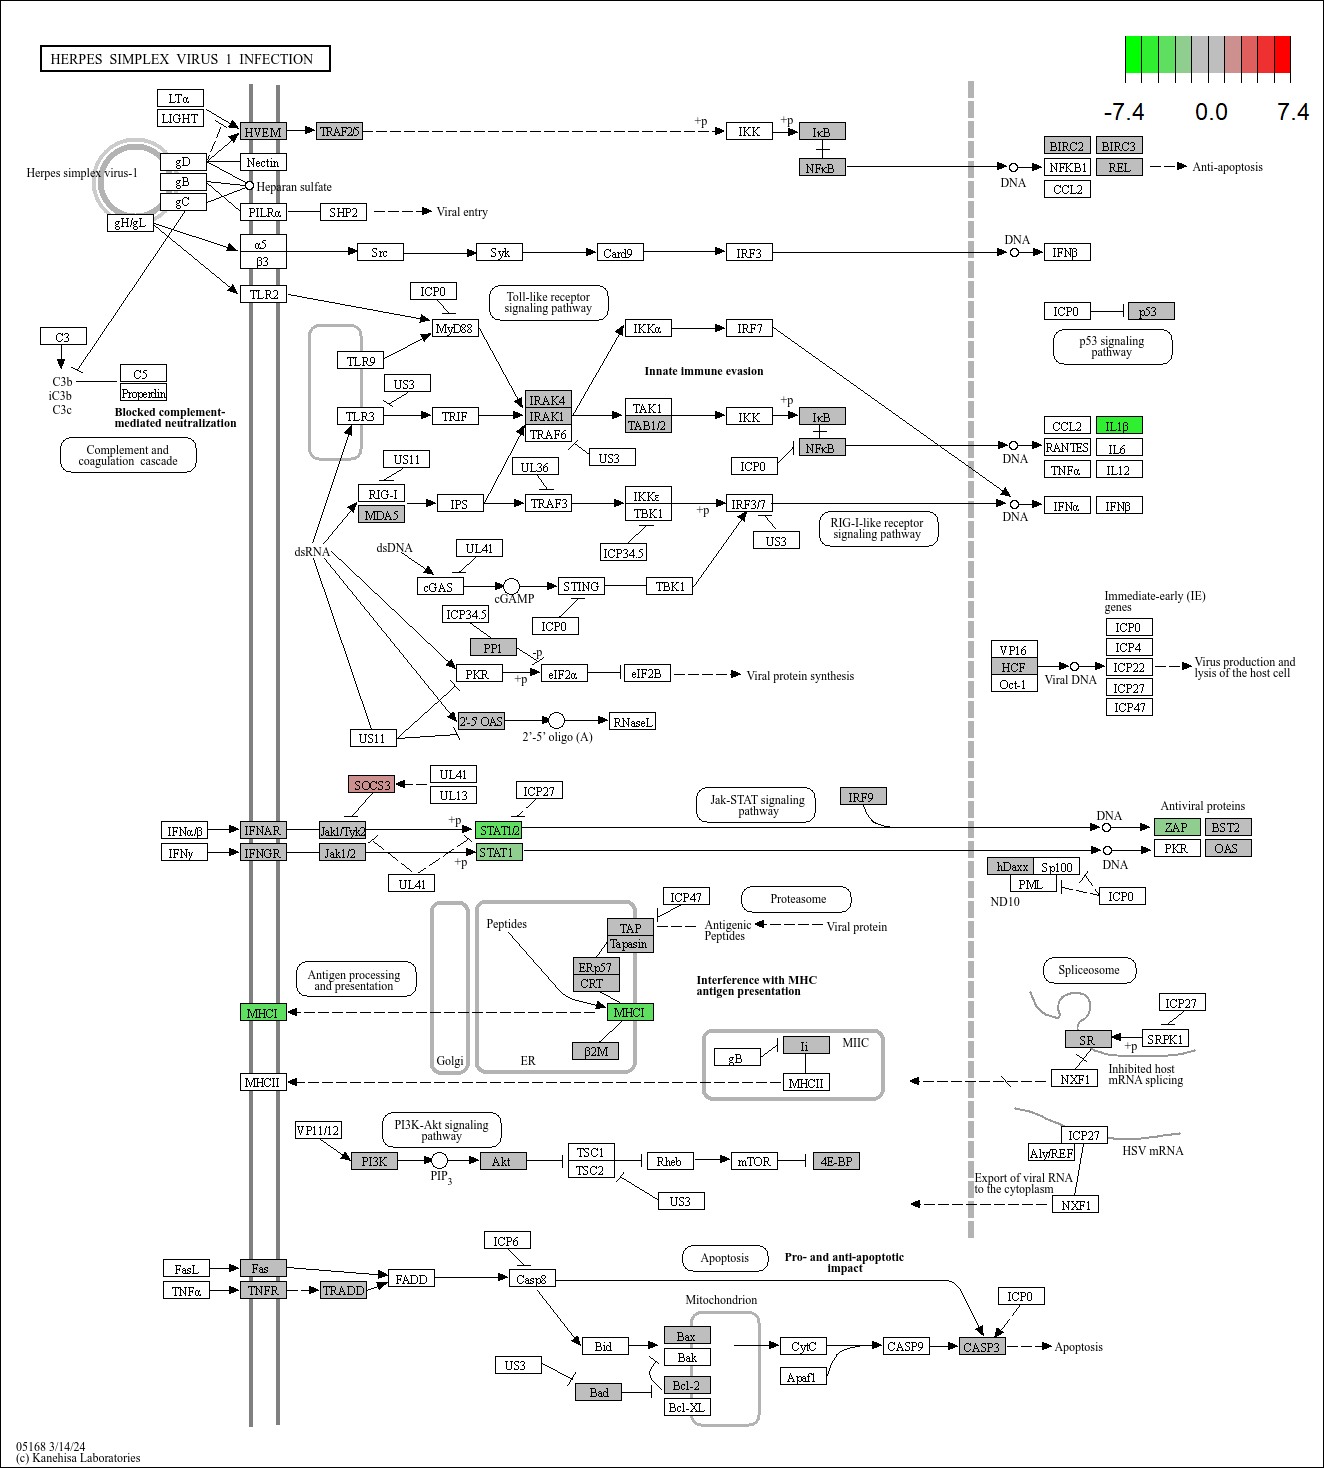 HERPES SIMPLEX VIRUS 1 INFECTION
-7.4 0.0 7.4
LTα
LIGHT
HVEM
TRAF2/5
+p
IKK
+p
IκB
NFκB
DNA
BIRC2
BIRC3
NFKB1
REL
CCL2
Anti-apoptosis
Herpes simplex virus-1
gD
gB
gC
gH/gL
Nectin
Heparan sulfate
PILRα
SHP2
Viral entry
α5
β3
Src
Syk
Card9
IRF3
DNA
IFNβ
TLR2
ICP0
Toll-like receptor
signaling pathway
MyD88
IKKα
IRF7
ICP0
p53
p53 signaling
pathway
C3
C3b
iC3b
C3c
C5
Properdin
Blocked complement-
mediated neutralization
Complement and
coagulation cascade
TLR9
US3
TLR3
TRIF
IRAK4
IRAK1
TRAF6
Innate immune evasion
TAK1
TAB1/2
IKK
+p
IκB
NFκB
US3
ICP0
DNA
CCL2
IL1β
RANTES
IL6
TNFα
IL12
US11
UL36
RIG-I
MDA5
IPS
TRAF3
IKKε
TBK1
+p
IRF3/7
DNA
IFNα
IFNβ
US3
RIG-I-like receptor
signaling pathway
ICP34.5
dsRNA
dsDNA
UL41
cGAS
cGAMP
STING
TBK1
ICP0
ICP34.5
PP1
-p
PKR
+p
eIF2α
eIF2B
Viral protein synthesis
2'-5' OAS
2'-5' oligo (A)
RNaseL
US11
Immediate-early (IE)
genes
VP16
HCF
Oct-1
Viral DNA
ICP0
ICP4
ICP22
ICP27
ICP47
Virus production and
lysis of the host cell
SOCS3
UL41
UL13
ICP27
Jak-STAT signaling
pathway
IRF9
IFNα/β
IFNAR
Jak1/Tyk2
+p
STAT1/2
DNA
Antiviral proteins
ZAP
BST2
IFNγ
IFNGR
Jak1/2
+p
STAT1
DNA
PKR
OAS
UL41
hDaxx
Sp100
PML
ND10
ICP0
ICP47
Proteasome
Peptides
TAP
Tapasin
Antigenic
Peptides
Viral protein
ERp57
CRT
Antigen processing
and presentation
Interference with MHC
antigen presentation
MHCI
MHCI
β2M
Golgi
ER
Spliceosome
ICP27
SR
+p
SRPK1
gB
Ii
MIIC
MHCII
MHCII
NXF1
Inhibited host
mRNA splicing
VP11/12
PI3K-Akt signaling
pathway
PI3K
PIP3
Akt
TSC1
TSC2
Rheb
mTOR
4E-BP
US3
ICP27
Aly/REF
HSV mRNA
Export of viral RNA
to the cytoplasm
NXF1
ICP6
Apoptosis
Pro- and anti-apoptotic
impact
FasL
Fas
TNFα
TNFR
TRADD
FADD
Casp8
Mitochondrion
ICP0
Bid
Bax
Bak
CytC
CASP9
CASP3
Apoptosis
US3
Apaf1
Bad
Bcl-2
Bcl-XL
05168 3/14/24
(c) Kanehisa Laboratories